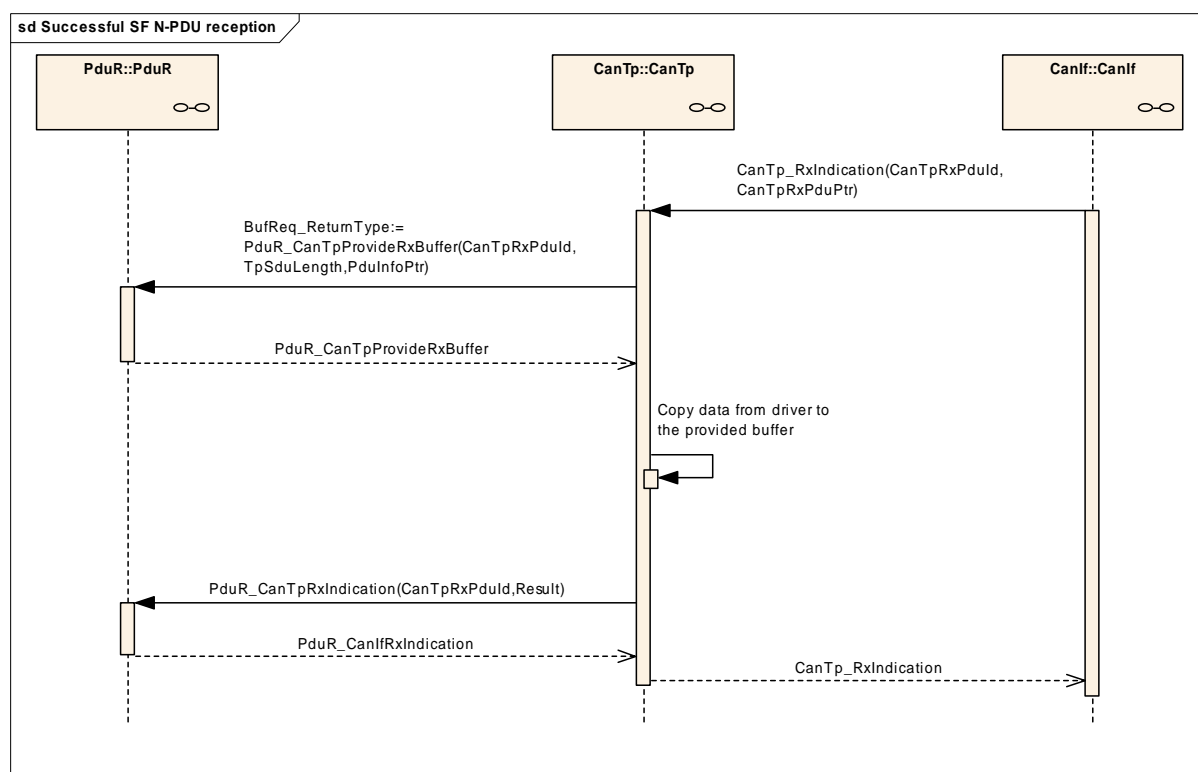 sd Successful SF N-PDU reception
PduR::PduR
CanTp::CanTp
CanIf::CanIf
CanTp_RxIndication(CanTpRxPduId,
CanTpRxPduPtr)
BufReq_ReturnType:=
PduR_CanTpProvideRxBuffer(CanTpRxPduId,
TpSduLength,PduInfoPtr)
PduR_CanTpProvideRxBuffer
Copy data from driver to
the provided buffer
PduR_CanTpRxIndication(CanTpRxPduId,Result)
PduR_CanIfRxIndication
CanTp_RxIndication